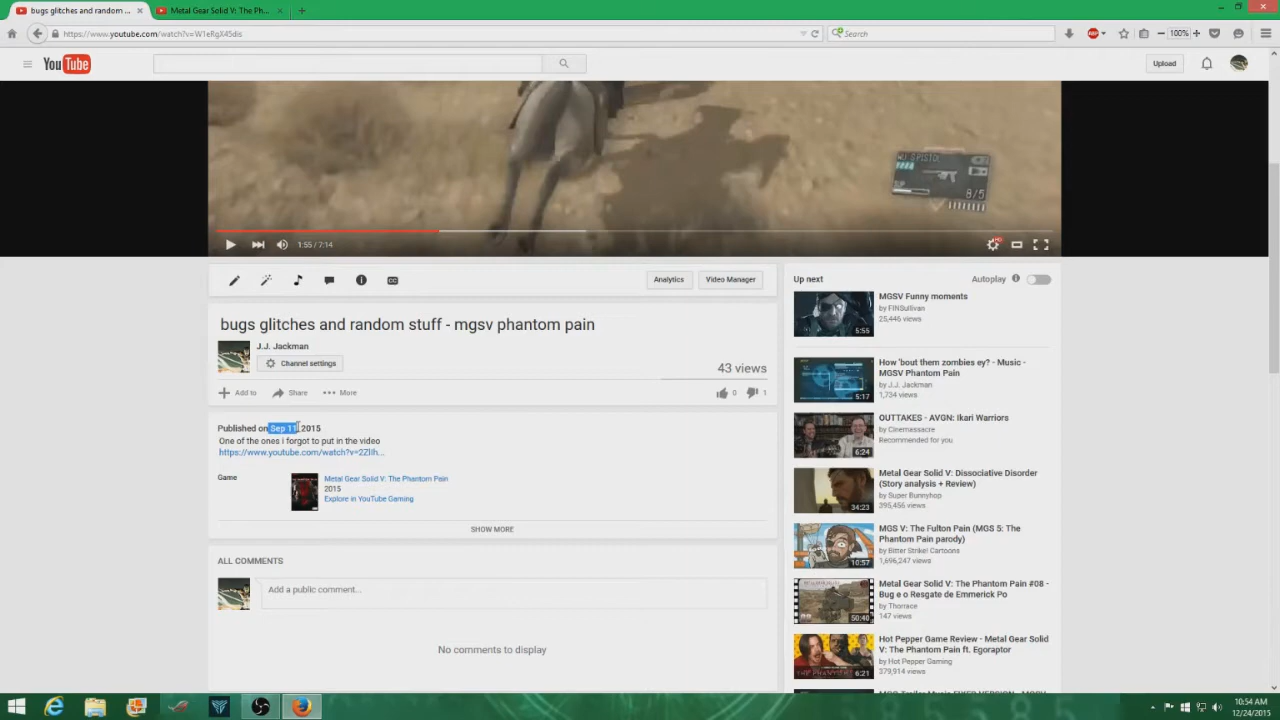 bugs glitches and random ...
Metal Gear Solid V: The Ph...
https://www.youtube.com/watch?v=W1eRgX45dis
Search
100%
YouTube
Upload
WU S.PISTOL
8/5
1:55 / 7:14
Analytics
Video Manager
bugs glitches and random stuff - mgsv phantom pain
J.J. Jackman
Channel settings
43 views
Add to
Share
More
0
1
Published on Sep 11, 2015
One of the ones i forgot to put in the video
https://www.youtube.com/watch?v=2ZIlh...
Game
Metal Gear Solid V: The Phantom Pain
2015
Explore in YouTube Gaming
SHOW MORE
ALL COMMENTS
Add a public comment...
No comments to display
Up next
Autoplay
MGSV Funny moments
by FINSullivan
25,446 views
5:55
How 'bout them zombies ey? - Music -
MGSV Phantom Pain
by J.J. Jackman
1,734 views
5:17
OUTTAKES - AVGN: Ikari Warriors
by Cinemassacre
Recommended for you
6:24
Metal Gear Solid V: Dissociative Disorder
(Story analysis + Review)
by Super Bunnyhop
395,456 views
34:23
MGS V: The Fulton Pain (MGS 5: The
Phantom Pain parody)
by Bitter Strike! Cartoons
1,696,247 views
10:57
Metal Gear Solid V: The Phantom Pain #08 -
Bug e o Resgate de Emmerick Po
by Thorrace
147 views
50:40
Hot Pepper Game Review - Metal Gear Solid
V: The Phantom Pain ft. Egoraptor
by Hot Pepper Gaming
379,914 views
6:21
10:54 AM
12/24/2015